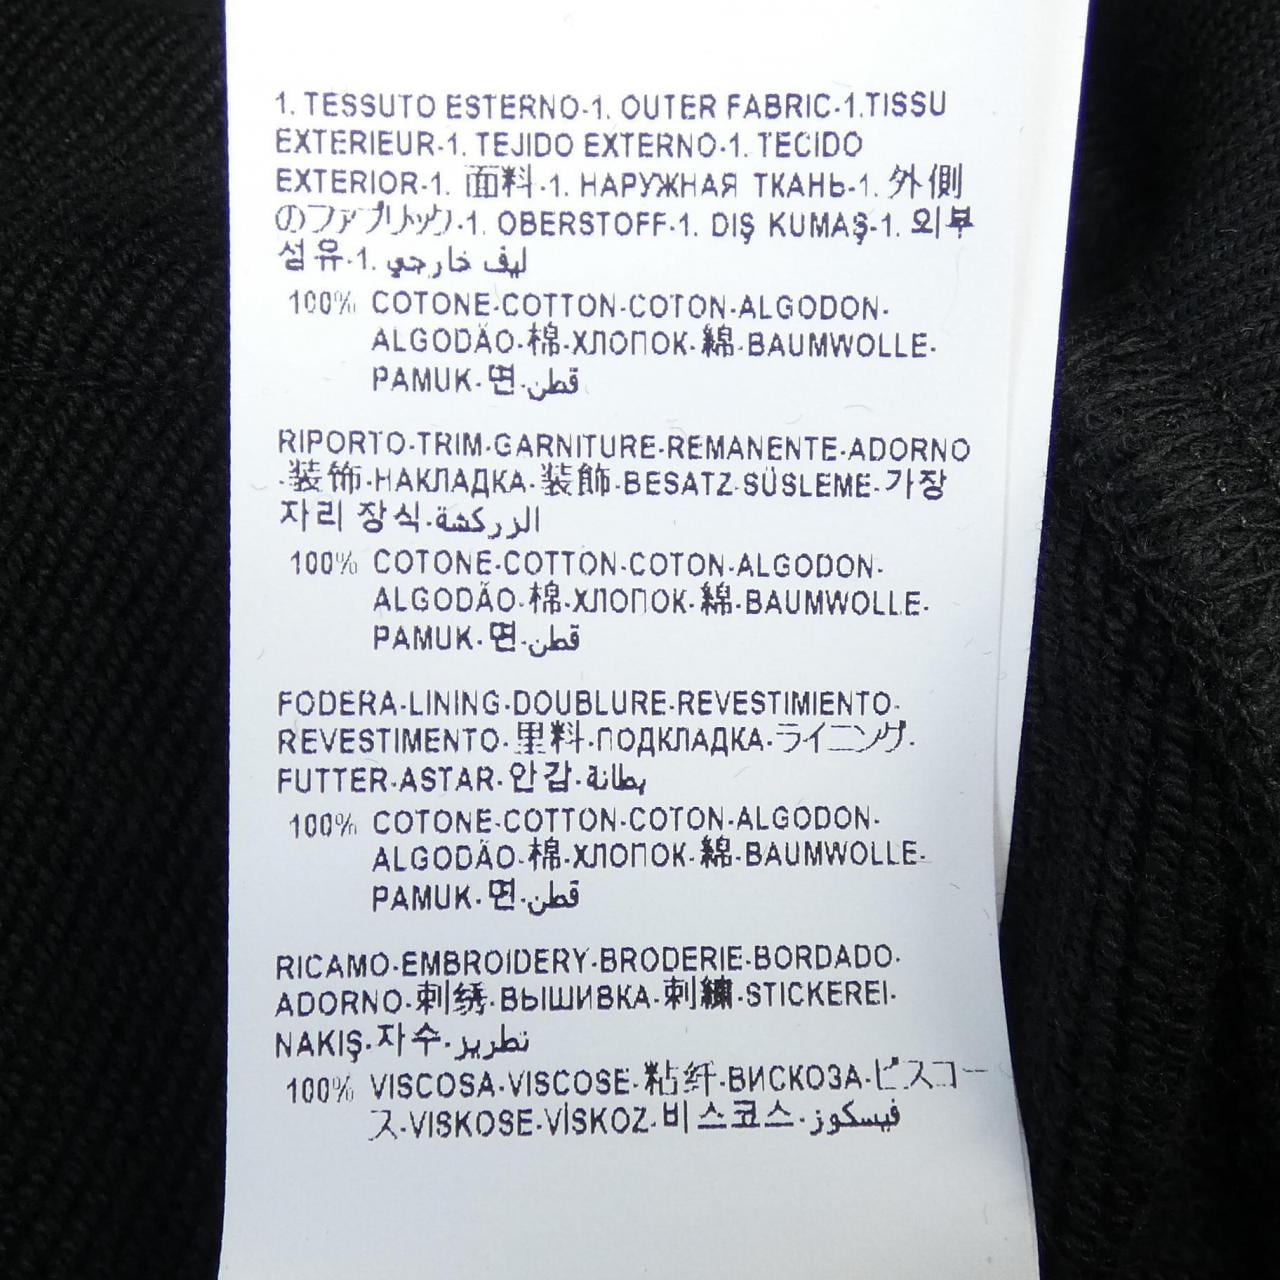 1. TESSUTO ESTERNO-1. OUTER FABRIC-1.TISSU
EXTERIEUR-1. TEJIDO EXTERNO-1. TECIDO
EXTERIOR-1. 面料-1. НАРУЖНАЯ ТКАНЬ-1. 外側
のファブリック-1. OBERSTOFF-1. DIŞ KUMAŞ-1. 외부
섬유-1. ليف خارجي
100% COTONE-COTTON-COTON-ALGODON-
ALGODÃO-棉-ХЛОПОК-綿-BAUMWOLLE-
PAMUK-면-قطن
RIPORTO-TRIM-GARNITURE-REMANENTE-ADORNO
-装饰-НАКЛАДКА-装飾-BESATZ-SÜSLEME-가장
자리 장식-الزركشة
100% COTONE-COTTON-COTON-ALGODON-
ALGODÃO-棉-ХЛОПОК-綿-BAUMWOLLE-
PAMUK-면-قطن
FODERA-LINING-DOUBLURE-REVESTIMIENTO-
REVESTIMENTO-里料-ПОДКЛАДКА-ライニング-
FUTTER-ASTAR-안감-بطانة
100% COTONE-COTTON-COTON-ALGODON-
ALGODÃO-棉-ХЛОПОК-綿-BAUMWOLLE-
PAMUK-면-قطن
RICAMO-EMBROIDERY-BRODERIE-BORDADO-
ADORNO-刺绣-ВЫШИВКА-刺繍-STICKEREI-
NAKIŞ-자수-تطريز
100% VISCOSA-VISCOSE-粘纤-ВИСКОЗА-ビスコー
ス-VISKOSE-VİSKOZ-비스코스-فيسكوز